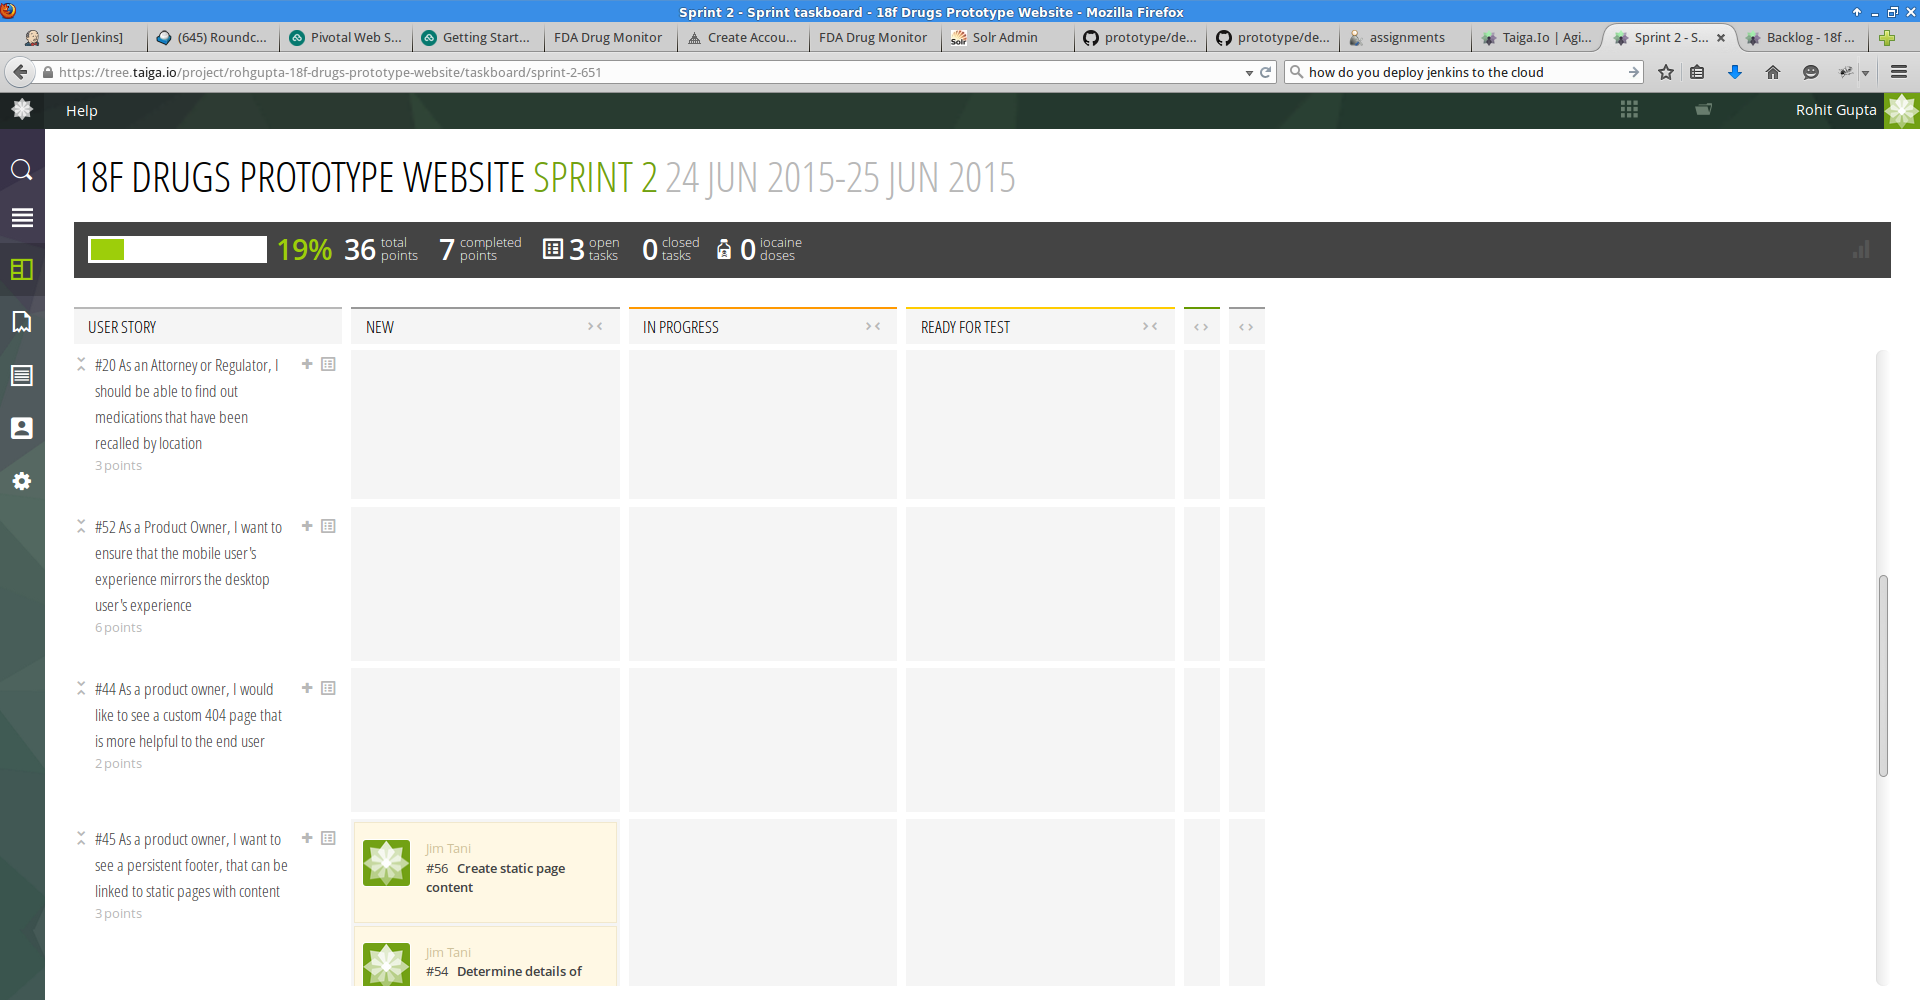 Sprint 2 - Sprint taskboard - 18f Drugs Prototype Website - Mozilla Firefox
solr [Jenkins]
(645) Roundc...
Pivotal Web S...
Getting Start...
FDA Drug Monitor
Create Accou...
FDA Drug Monitor
Solr Admin
prototype/de...
prototype/de...
assignments
Taiga.Io | Agi...
Sprint 2 - S...
Backlog - 18f ...
https://tree.taiga.io/project/rohgupta-18f-drugs-prototype-website/taskboard/sprint-2-651
how do you deploy jenkins to the cloud
Help
Rohit Gupta
18F DRUGS PROTOTYPE WEBSITE SPRINT 2 24 JUN 2015-25 JUN 2015
19%
36 total points
7 completed points
3 open tasks
0 closed tasks
0 iocaine doses
USER STORY
NEW
IN PROGRESS
READY FOR TEST
#20 As an Attorney or Regulator, I
should be able to find out
medications that have been
recalled by location
3 points
#52 As a Product Owner, I want to
ensure that the mobile user's
experience mirrors the desktop
user's experience
6 points
#44 As a product owner, I would
like to see a custom 404 page that
is more helpful to the end user
2 points
#45 As a product owner, I want to
see a persistent footer, that can be
linked to static pages with content
3 points
Jim Tani
#56 Create static page
content
Jim Tani
#54 Determine details of